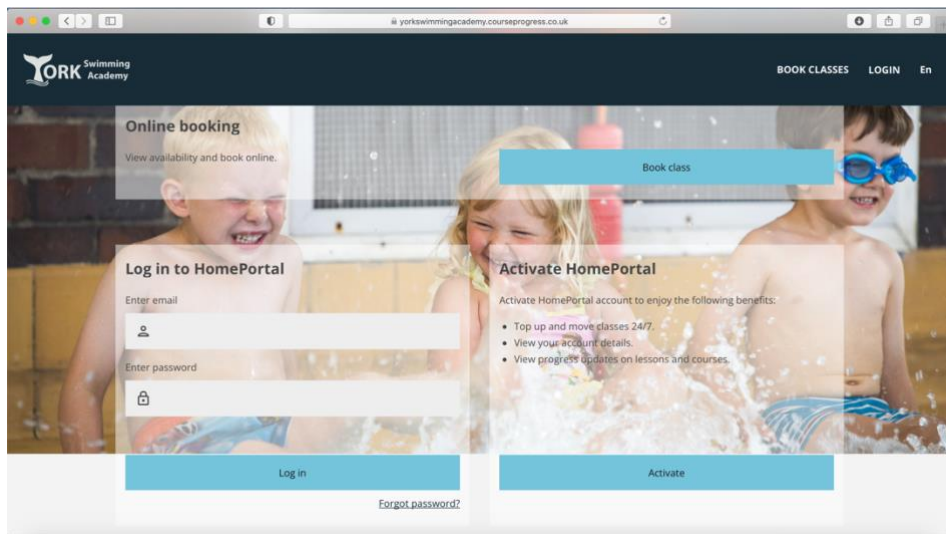 yorkswimmingacademy.courseprogress.co.uk
YORK Swimming Academy
BOOK CLASSES LOGIN En
Online booking
View availability and book online.
Book class
Log in to HomePortal
Enter email
Enter password
Log in
Forgot password?
Activate HomePortal
Activate HomePortal account to enjoy the following benefits:
Top up and move classes 24/7.
View your account details.
View progress updates on lessons and courses.
Activate